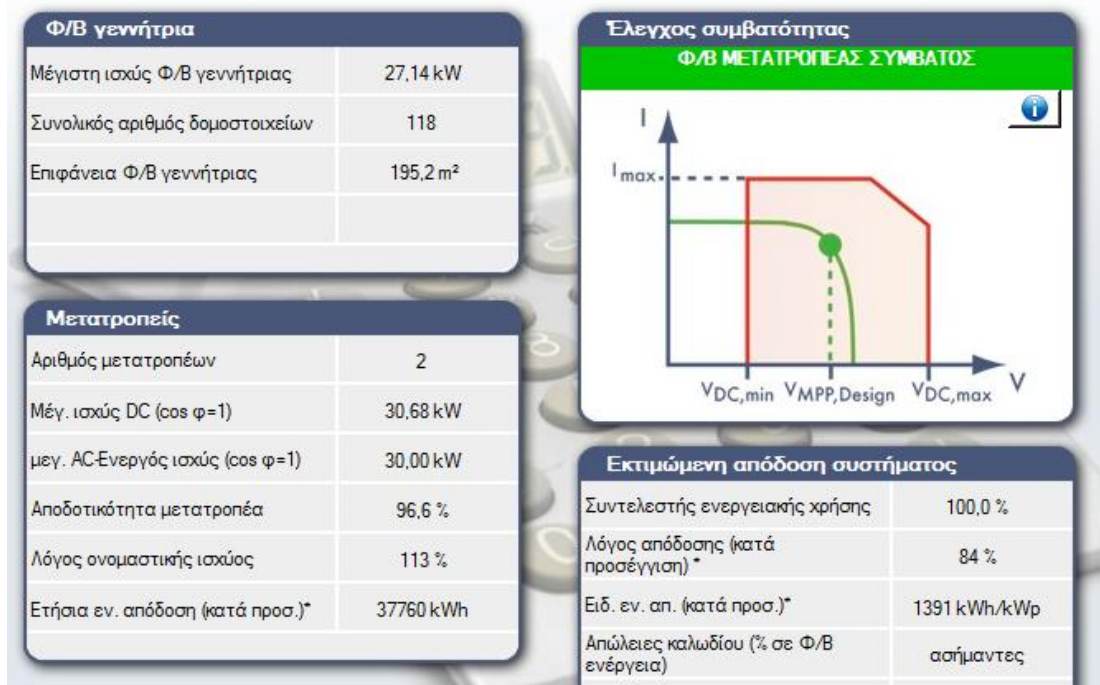 Φ/Β γεννήτρια
Μέγιστη ισχύς Φ/Β γεννήτριας 27,14 kW
Συνολικός αριθμός δομοστοιχείων 118
Επιφάνεια Φ/Β γεννήτριας 195,2 m²
Μετατροπείς
Αριθμός μετατροπέων 2
Μέγ. ισχύς DC (cos φ=1) 30,68 kW
μεγ. AC-Ενεργός ισχύς (cos φ=1) 30,00 kW
Αποδοτικότητα μετατροπέα 96,6 %
Λόγος ονομαστικής ισχύος 113 %
Ετήσια εν. απόδοση (κατά προσ.)* 37760 kWh
Έλεγχος συμβατότητας
Φ/Β ΜΕΤΑΤΡΟΠΕΑΣ ΣΥΜΒΑΤΟΣ
i
I
Imax
VDC,min VMPP,Design VDC,max V
Εκτιμώμενη απόδοση συστήματος
Συντελεστής ενεργειακής χρήσης 100,0 %
Λόγος απόδοσης (κατά
προσέγγιση) * 84 %
Ειδ. εν. απ. (κατά προσ.)* 1391 kWh/kWp
Απώλειες καλωδίου (% σε Φ/Β
ενέργεια) ασήμαντες